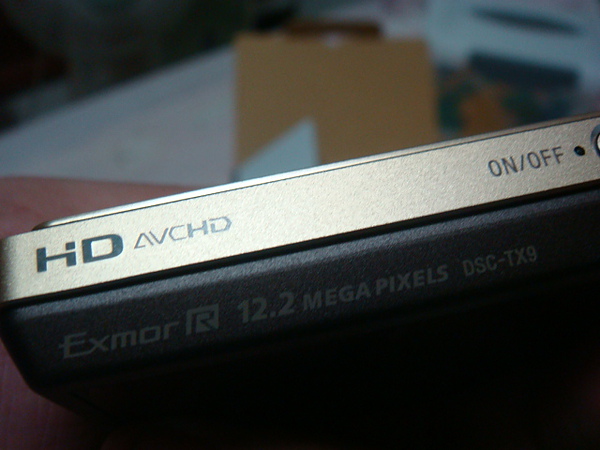 ON/OFF
HD AVCHD
Exmor R 12.2 MEGA PIXELS DSC-TX9